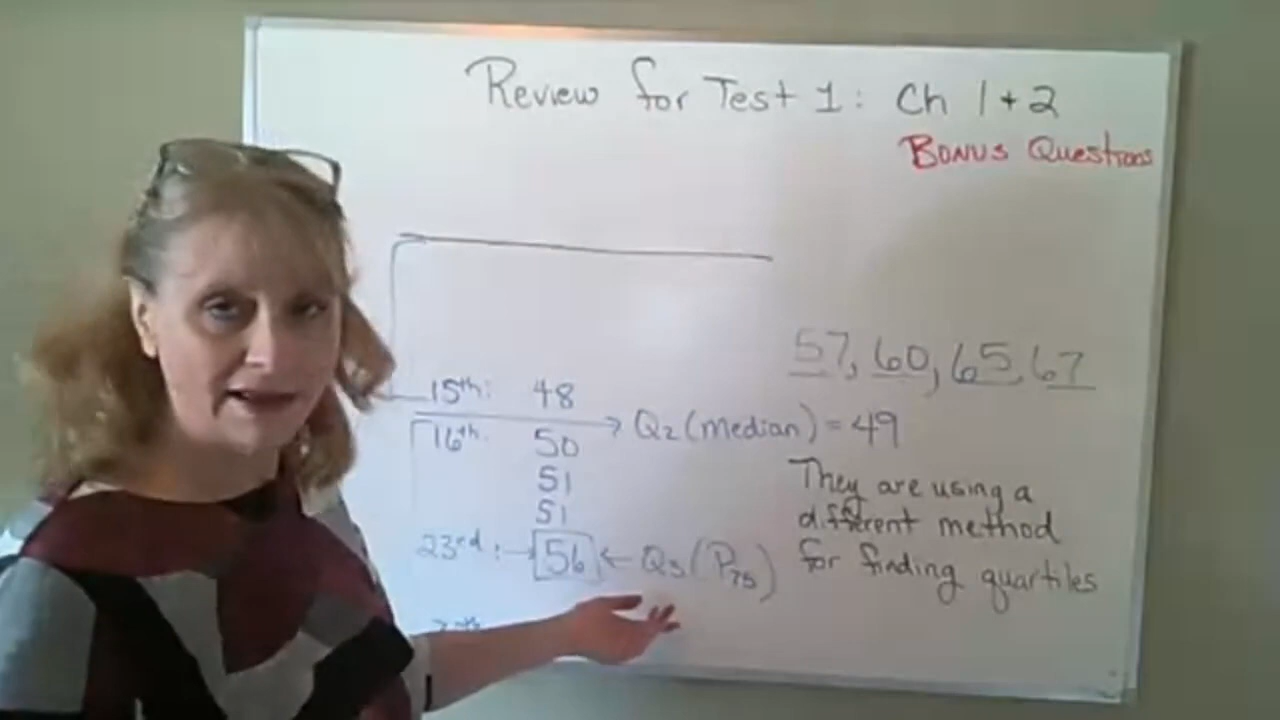 Review for Test 1: Ch 1+2
BONUS Questions
57, 60, 65, 67
15th: 48
16th: 50 → Q2 (median) = 49
51
51
23rd: → 56 ← Q3 (P75)
They are using a
different method
for finding quartiles